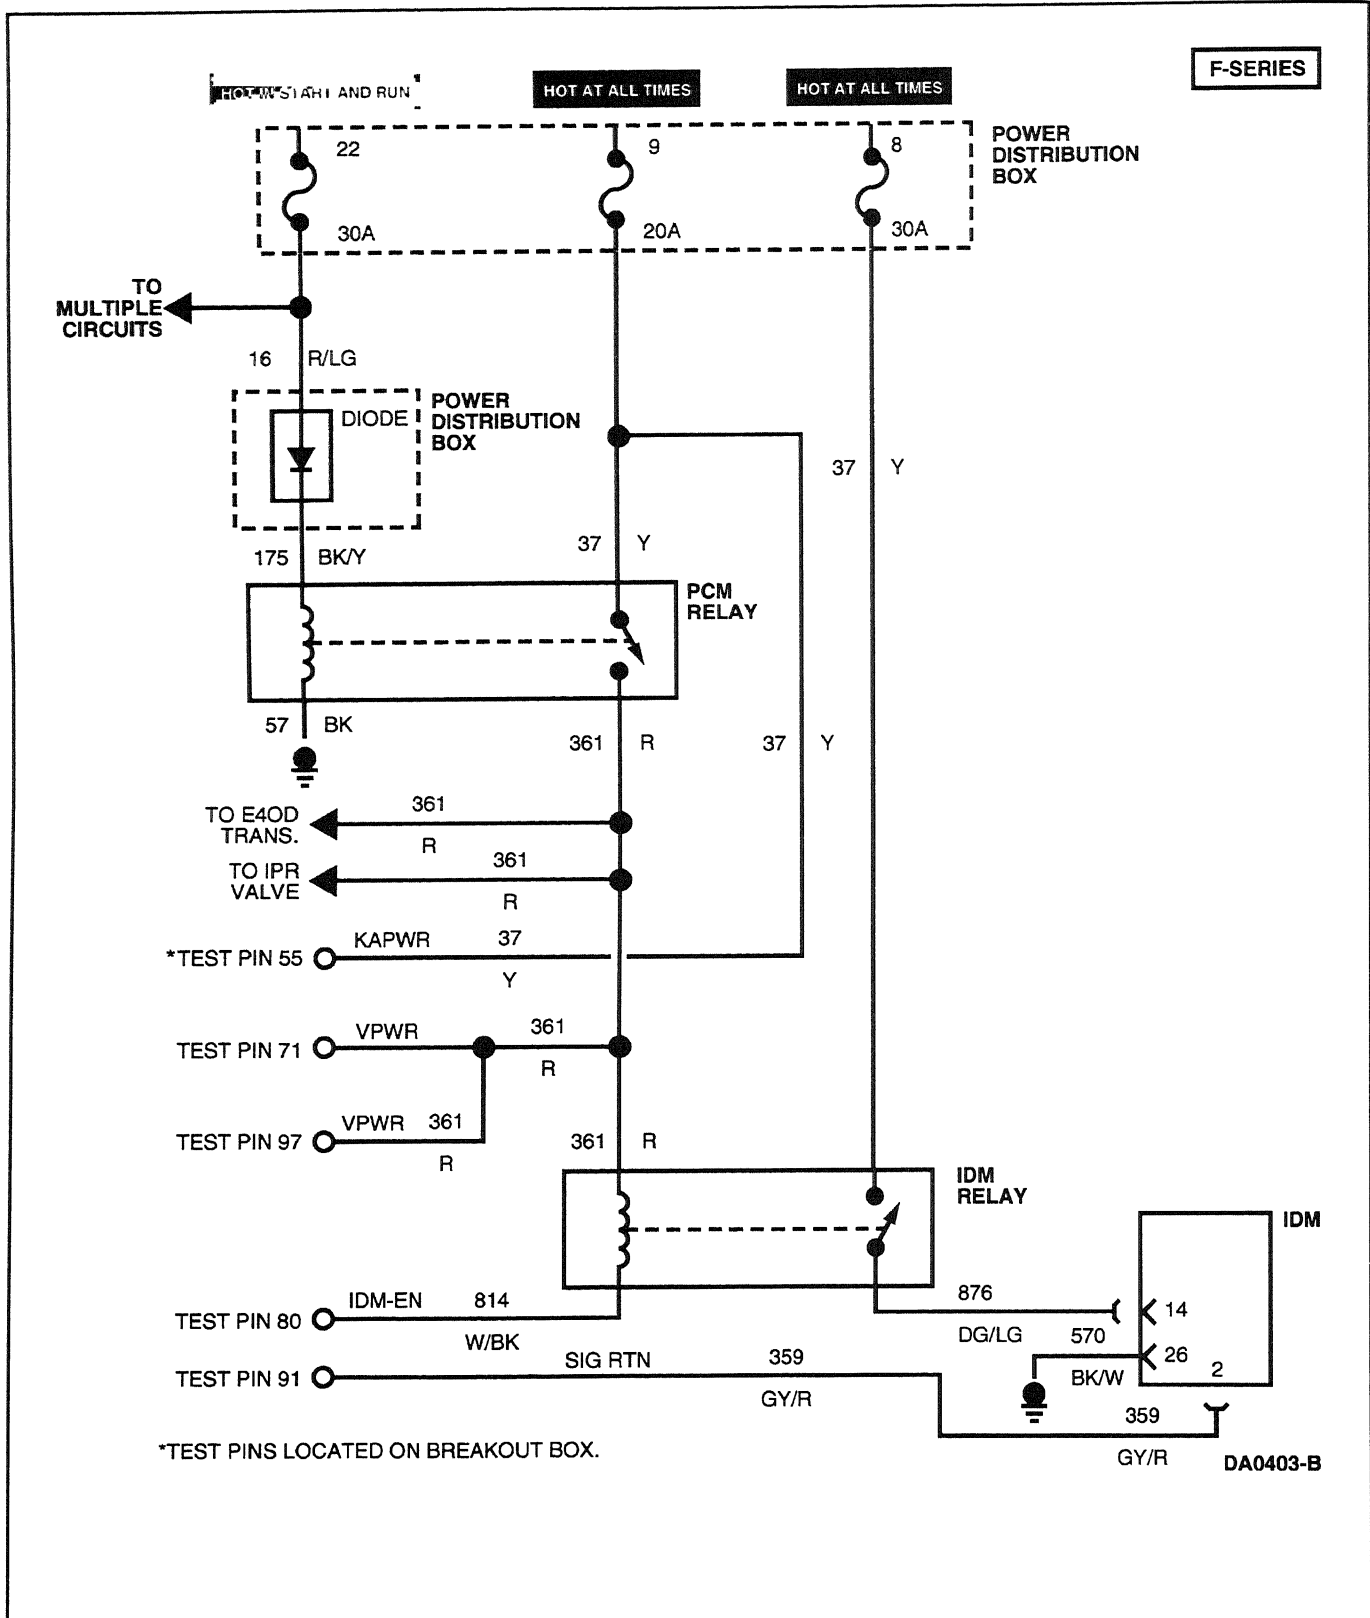 F-SERIES
HOT IN START AND RUN
HOT AT ALL TIMES
HOT AT ALL TIMES
22
9
8
POWER
DISTRIBUTION
BOX
30A
20A
30A
TO
MULTIPLE
CIRCUITS
16 R/LG
DIODE
POWER
DISTRIBUTION
BOX
37 Y
175 BK/Y
37 Y
PCM
RELAY
57 BK
361 R
37 Y
TO E4OD
TRANS.
361
R
TO IPR
VALVE
361
R
*TEST PIN 55
KAPWR 37
Y
TEST PIN 71
VPWR
361
R
TEST PIN 97
VPWR 361
R
361 R
IDM
RELAY
IDM
TEST PIN 80
IDM-EN 814
W/BK
876
DG/LG
14
570
BK/W
26
2
TEST PIN 91
SIG RTN 359
GY/R
359
GY/R
*TEST PINS LOCATED ON BREAKOUT BOX.
DA0403-B